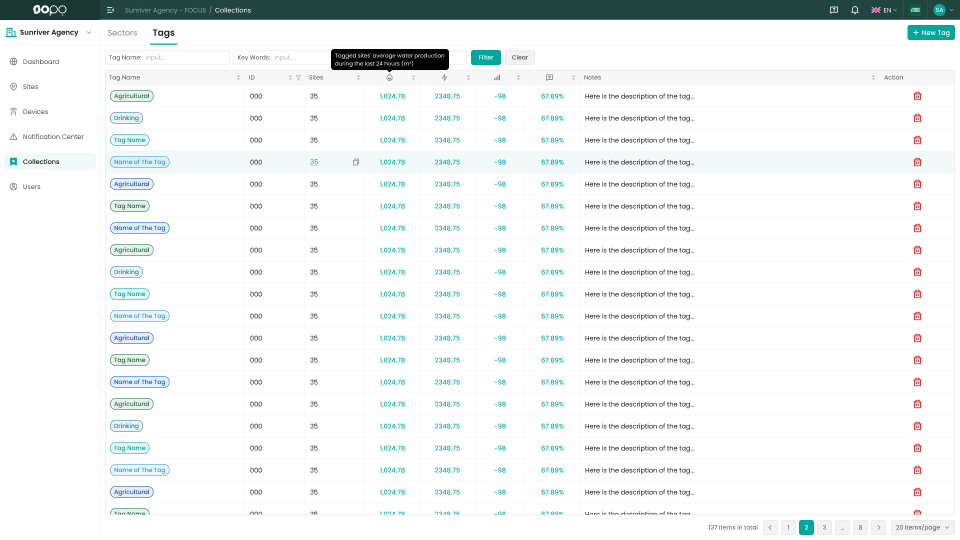 Sunriver Agency - FOCUS / Collections
EN
SA
Sunriver Agency
Dashboard
Sites
Devices
Notification Center
Collections
Users
Sectors
Tags
New Tag
Tag Name: input...
Key Words: input...
Tagged sites' average water production
during the last 24 hours (m³)
Filter
Clear
Tag Name ID Sites Notes Action
Agricultural 000 35 1,024.78 2348.75 -98 67.89% Here is the description of the tag...
Drinking 000 35 1,024.78 2348.75 -98 67.89% Here is the description of the tag...
Tag Name 000 35 1,024.78 2348.75 -98 67.89% Here is the description of the tag...
Name of The Tag 000 35 1,024.78 2348.75 -98 67.89% Here is the description of the tag...
Agricultural 000 35 1,024.78 2348.75 -98 67.89% Here is the description of the tag...
Tag Name 000 35 1,024.78 2348.75 -98 67.89% Here is the description of the tag...
Name of The Tag 000 35 1,024.78 2348.75 -98 67.89% Here is the description of the tag...
Agricultural 000 35 1,024.78 2348.75 -98 67.89% Here is the description of the tag...
Drinking 000 35 1,024.78 2348.75 -98 67.89% Here is the description of the tag...
Tag Name 000 35 1,024.78 2348.75 -98 67.89% Here is the description of the tag...
Name of The Tag 000 35 1,024.78 2348.75 -98 67.89% Here is the description of the tag...
Agricultural 000 35 1,024.78 2348.75 -98 67.89% Here is the description of the tag...
Tag Name 000 35 1,024.78 2348.75 -98 67.89% Here is the description of the tag...
Name of The Tag 000 35 1,024.78 2348.75 -98 67.89% Here is the description of the tag...
Agricultural 000 35 1,024.78 2348.75 -98 67.89% Here is the description of the tag...
Drinking 000 35 1,024.78 2348.75 -98 67.89% Here is the description of the tag...
Tag Name 000 35 1,024.78 2348.75 -98 67.89% Here is the description of the tag...
Name of The Tag 000 35 1,024.78 2348.75 -98 67.89% Here is the description of the tag...
Agricultural 000 35 1,024.78 2348.75 -98 67.89% Here is the description of the tag...
Tag Name 000 35 1,024.78 2348.75 -98 67.89% Here is the description of the tag...
137 items in total 1 2 3 ... 8 20 items/page